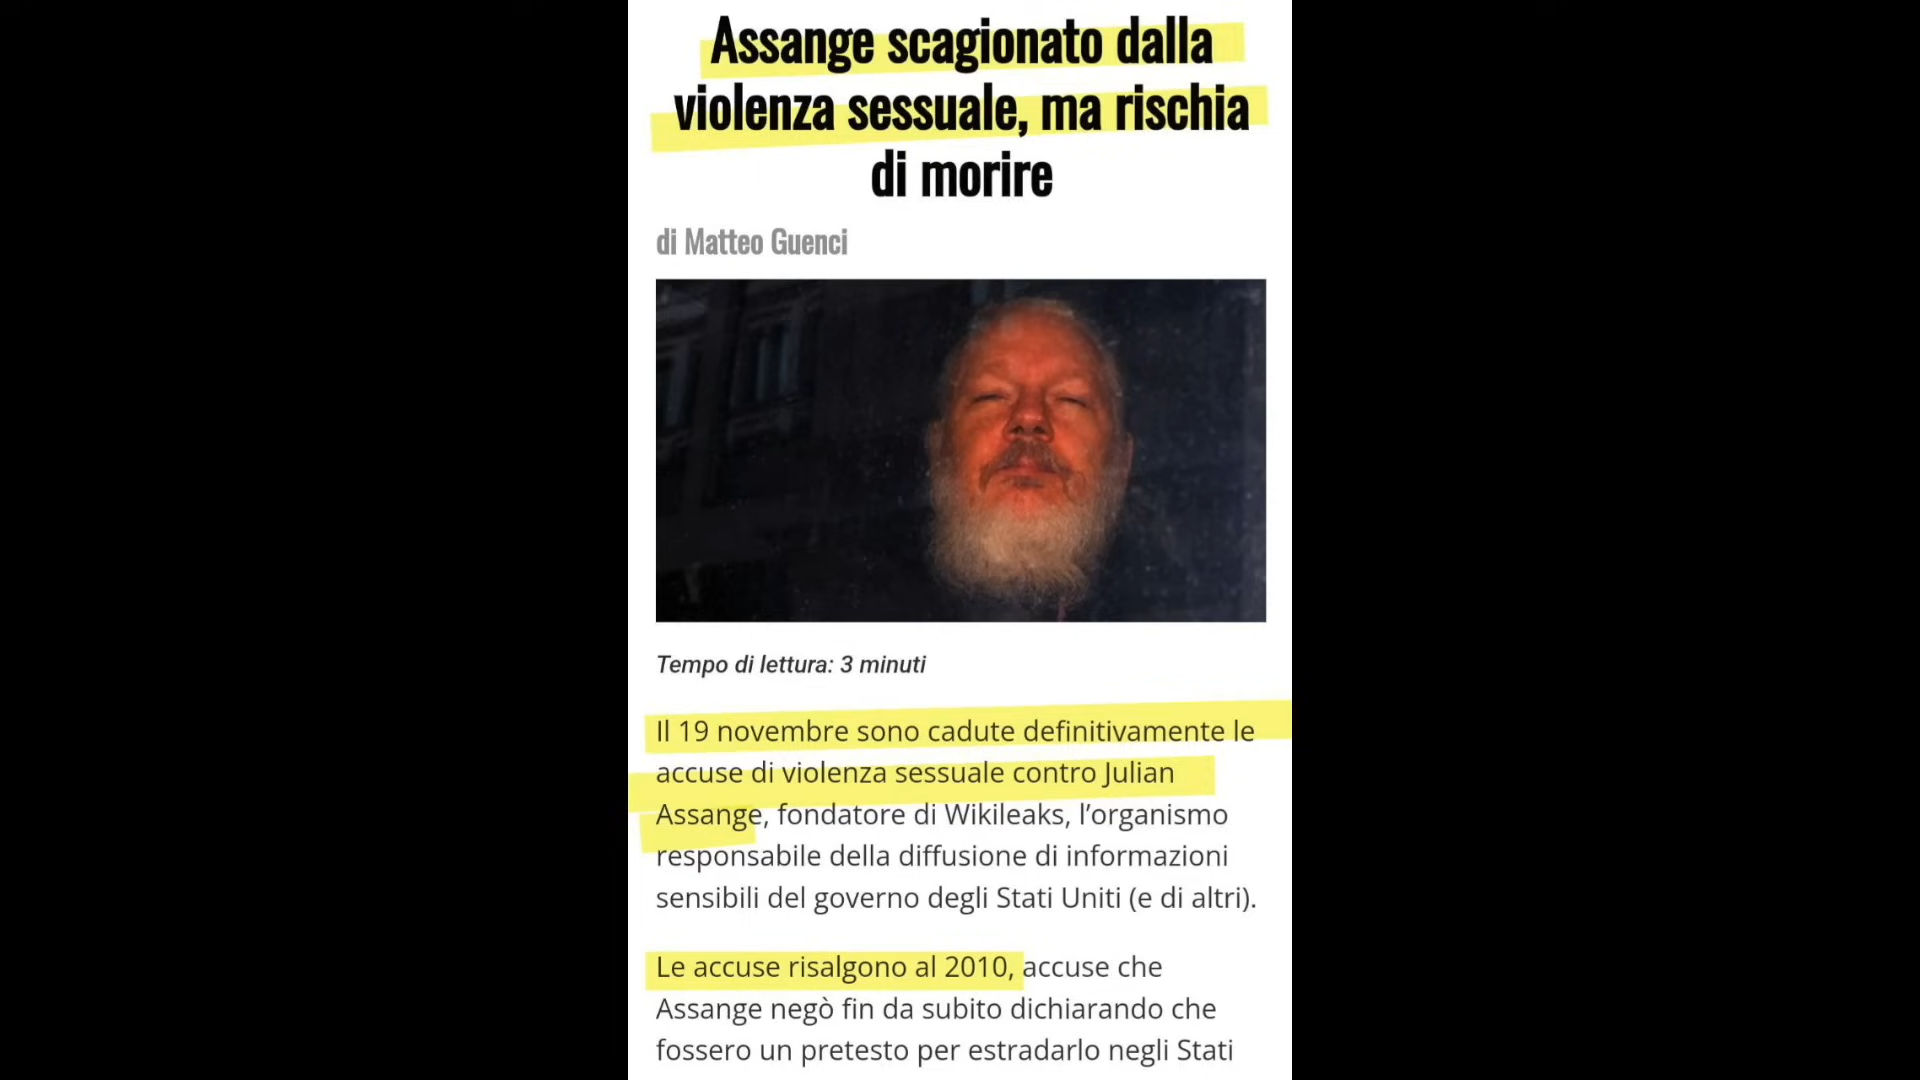 Assange scagionato dalla
violenza sessuale, ma rischia
di morire
di Matteo Guenci
Tempo di lettura: 3 minuti
Il 19 novembre sono cadute definitivamente le
accuse di violenza sessuale contro Julian
Assange, fondatore di Wikileaks, l’organismo
responsabile della diffusione di informazioni
sensibili del governo degli Stati Uniti (e di altri).
Le accuse risalgono al 2010, accuse che
Assange negò fin da subito dichiarando che
fossero un pretesto per estradarlo negli Stati